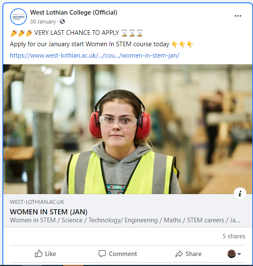 West Lothian College (Official)
30 January ·
VERY LAST CHANCE TO APPLY
Apply for our January start Women In STEM course today
https://www.west-lothian.ac.uk/.../cou.../women-in-stem-jan/
WEST-LOTHIAN.AC.UK
WOMEN IN STEM (JAN)
Women in STEM / Science / Technology/ Engineering / Maths / STEM careers / Ja...
5 shares
Like Comment Share